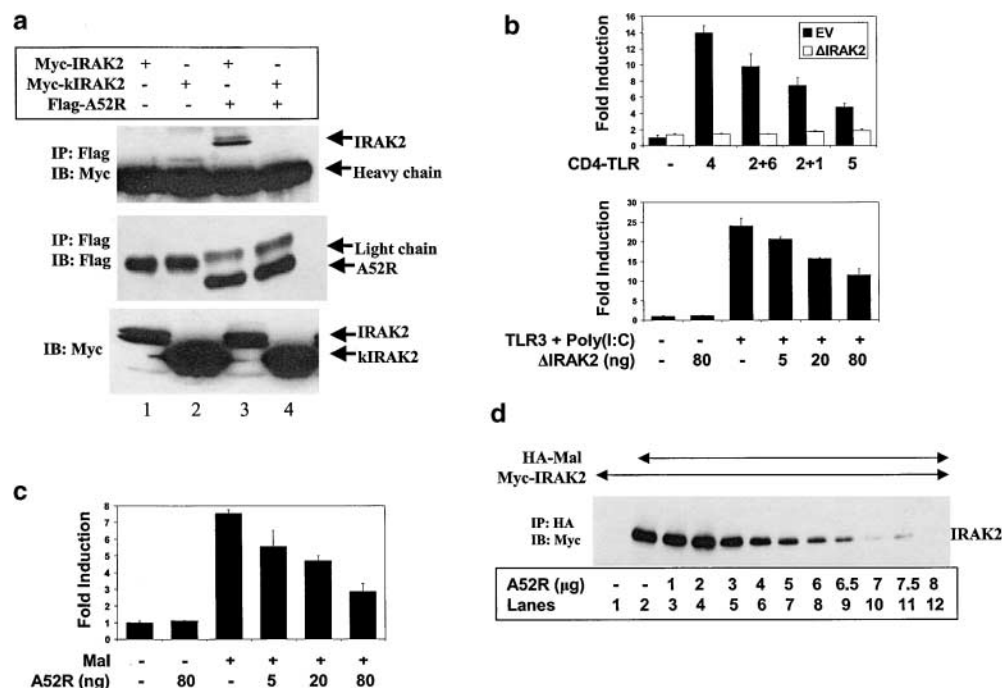 a
Myc-IRAK2 + - + -
Myc-kIRAK2 - + - +
Flag-A52R - - + +
IP: Flag
IB: Myc
IRAK2
Heavy chain
IP: Flag
IB: Flag
Light chain
A52R
IB: Myc
IRAK2
kIRAK2
1 2 3 4
b
Fold Induction
16
14
12
10
8
6
4
2
0
EV
ΔIRAK2
CD4-TLR - 4 2+6 2+1 5
Fold Induction
30
25
20
15
10
5
0
TLR3 + Poly(I:C) - - + + + +
ΔIRAK2 (ng) - 80 - 5 20 80
c
Fold Induction
8
7
6
5
4
3
2
1
0
Mal - - + + + +
A52R (ng) - 80 - 5 20 80
d
HA-Mal
Myc-IRAK2
IP: HA
IB: Myc
IRAK2
A52R (µg) - - 1 2 3 4 5 6 6.5 7 7.5 8
Lanes 1 2 3 4 5 6 7 8 9 10 11 12